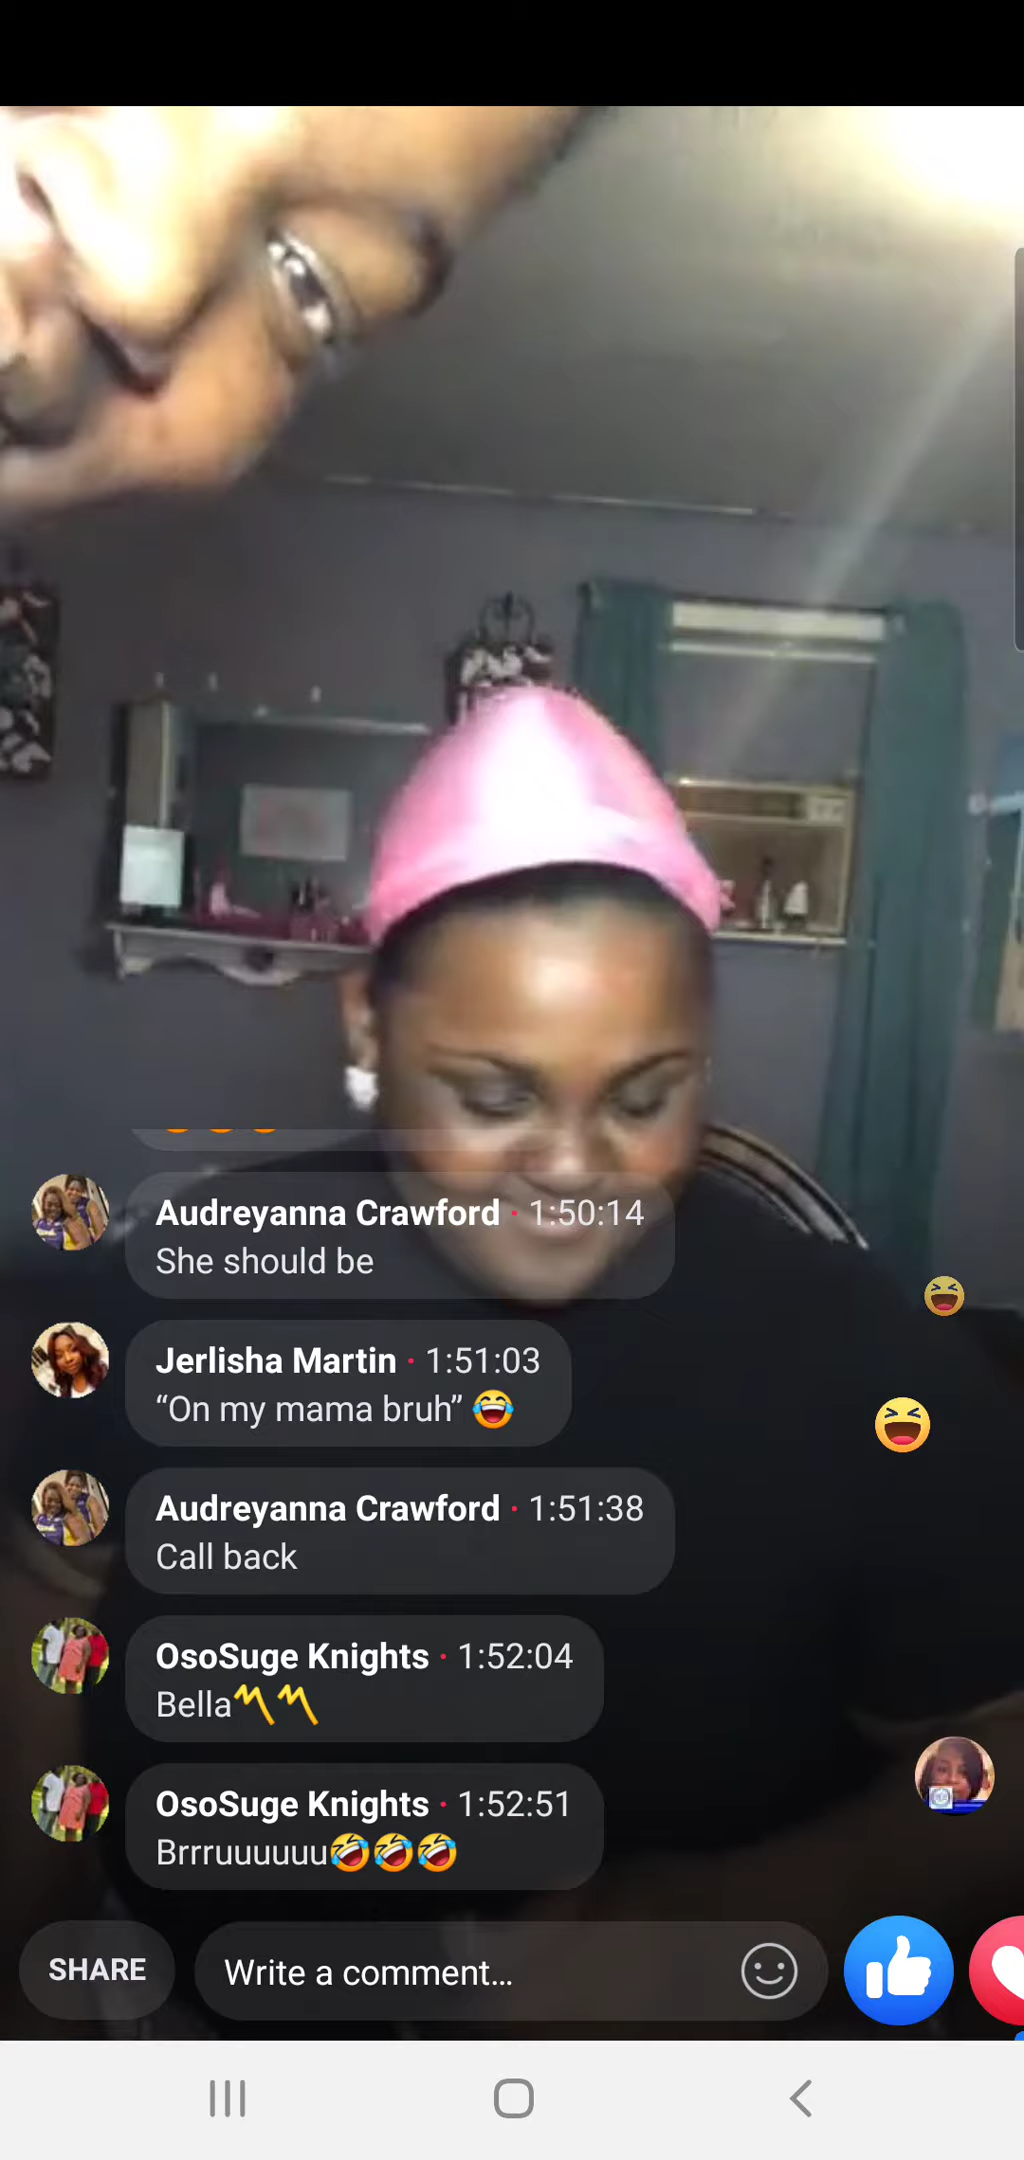 Audreyanna Crawford · 1:50:14
She should be
Jerlisha Martin · 1:51:03
“On my mama bruh” 😂
Audreyanna Crawford · 1:51:38
Call back
OsoSuge Knights · 1:52:04
Bella〽️〽️
OsoSuge Knights · 1:52:51
Brrruuuuuu🤣🤣🤣
SHARE
Write a comment...